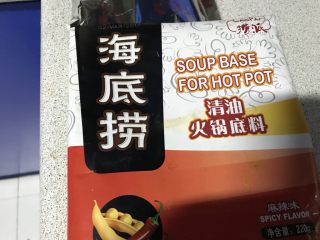 海底捞
SOUP BASE
FOR HOT POT
清油
火锅底料
麻辣味
SPICY FLAVOR
净含量:220g